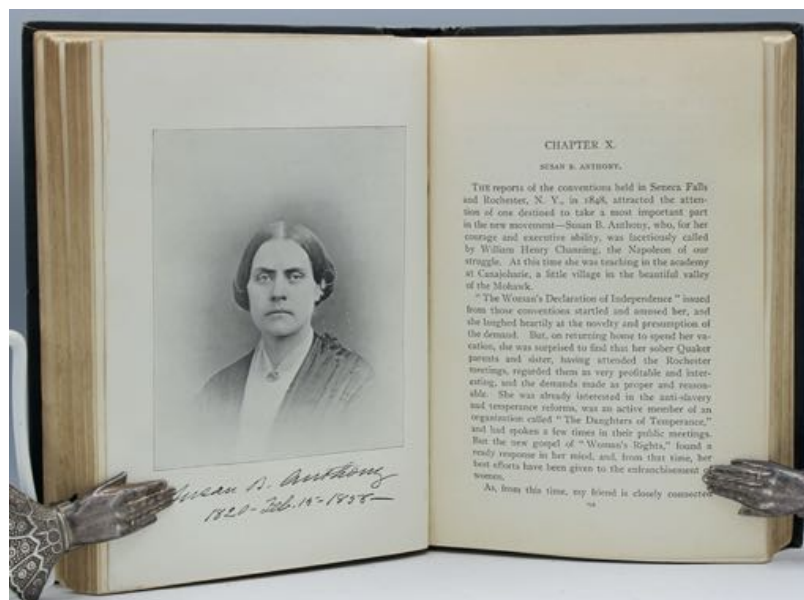 Susan B. Anthony
1820-Feb. 15-1858-
CHAPTER X.
SUSAN B. ANTHONY.
THE reports of the conventions held in Seneca Falls
and Rochester, N. Y., in 1848, attracted the atten-
tion of one destined to take a most important part
in the new movement—Susan B. Anthony, who, for her
courage and executive ability, was facetiously called
by William Henry Channing, the Napoleon of our
struggle. At this time she was teaching in the academy
at Canajoharie, a little village in the beautiful valley
of the Mohawk.
"The Woman's Declaration of Independence" issued
from those conventions startled and amused her, and
she laughed heartily at the novelty and presumption of
the demand. But, on returning home to spend her va-
cation, she was surprised to find that her sober Quaker
parents and sister, having attended the Rochester
meetings, regarded them as very profitable and inter-
esting, and the demands made as proper and reason-
able. She was already interested in the anti-slavery
and temperance reforms, was an active member of an
organization called "The Daughters of Temperance,"
and had spoken a few times in their public meetings.
But the new gospel of "Woman's Rights," found a
ready response in her mind, and, from that time, her
best efforts have been given to the enfranchisement of
women.
As, from this time, my friend is closely connected